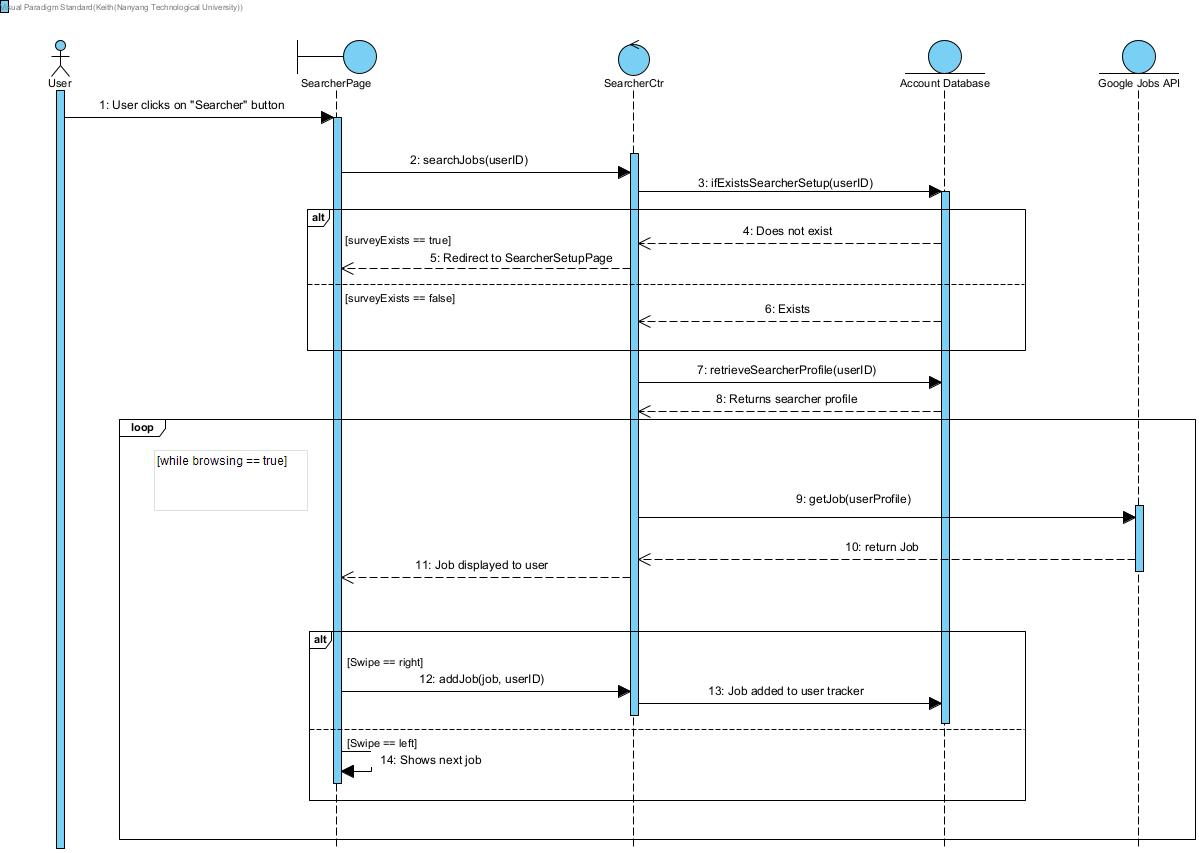 Visual Paradigm Standard(Keith(Nanyang Technological University))
User
SearcherPage
SearcherCtr
Account Database
Google Jobs API
1: User clicks on "Searcher" button
2: searchJobs(userID)
3: ifExistsSearcherSetup(userID)
alt
4: Does not exist
[surveyExists == true]
5: Redirect to SearcherSetupPage
[surveyExists == false]
6: Exists
7: retrieveSearcherProfile(userID)
8: Returns searcher profile
loop
[while browsing == true]
9: getJob(userProfile)
10: return Job
11: Job displayed to user
alt
[Swipe == right]
12: addJob(job, userID)
13: Job added to user tracker
[Swipe == left]
14: Shows next job